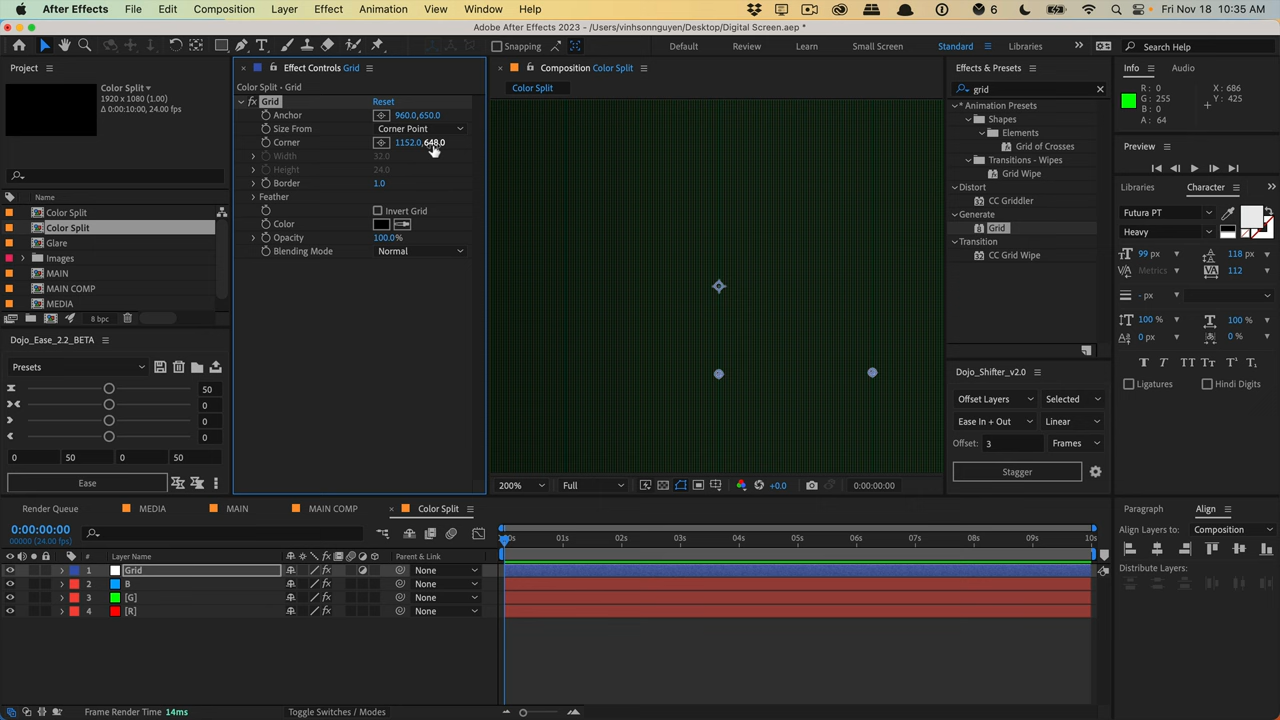 After Effects File Edit Composition Layer Effect Animation View Window Help 6 Fri Nov 18 10:35 AM
Adobe After Effects 2023 - /Users/vinhsonnguyen/Desktop/Digital Screen.aep *
Snapping Default Review Learn Small Screen Standard Libraries Search Help
Project
Color Split
1920 x 1080 (1.00)
Δ 0:00:10:00, 24.00 fps
Name
Color Split
Color Split
Glare
Images
MAIN
MAIN COMP
MEDIA
8 bpc
Effect Controls Grid
Color Split • Grid
fx Grid Reset
Anchor 960.0,650.0
Size From Corner Point
Corner 1152.0,648.0
Width 32.0
Height 24.0
Border 1.0
Feather
Invert Grid
Color
Opacity 100.0%
Blending Mode Normal
Composition Color Split
Color Split
200% Full +0.0 0:00:00:00
Effects & Presets
grid
* Animation Presets
Shapes
Elements
Grid of Crosses
Transitions - Wipes
Grid Wipe
Distort
CC Griddler
Generate
Grid
Transition
CC Grid Wipe
Info Audio
R: 0
G: 255
B: 0
A: 64
X: 686
Y: 425
Preview
Libraries Character
Futura PT
Heavy
99 px 118 px
Metrics 112
- px
100 % 100 %
0 px 0 %
Ligatures Hindi Digits
Dojo_Ease_2.2_BETA
Presets
50
0
0
0
0 50 0 50
Ease
Dojo_Shifter_v2.0
Offset Layers Selected
Ease In + Out Linear
Offset: 3 Frames
Stagger
Paragraph Align
Align Layers to: Composition
Distribute Layers:
Render Queue MEDIA MAIN MAIN COMP Color Split
0:00:00:00
00000 (24.00 fps)
# Layer Name Parent & Link
1 Grid None
2 B None
3 [G] None
4 [R] None
01s 02s 03s 04s 05s 06s 07s 08s 09s 10s
Frame Render Time 14ms Toggle Switches / Modes